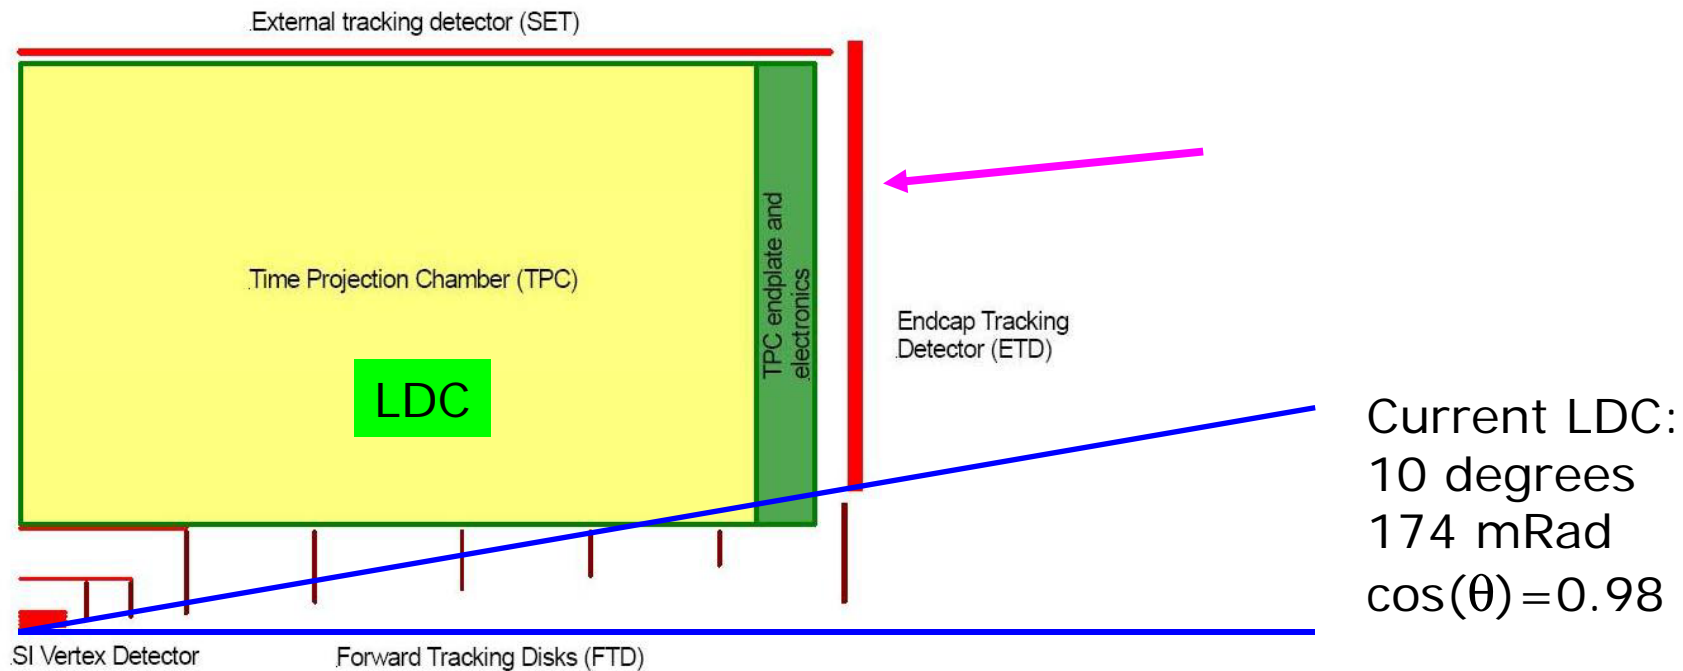 External tracking detector (SET)
Time Projection Chamber (TPC)
TPC endplate and
electronics
LDC
Endcap Tracking
Detector (ETD)
Current LDC:
10 degrees
174 mRad
cos(θ)=0.98
SI Vertex Detector
Forward Tracking Disks (FTD)